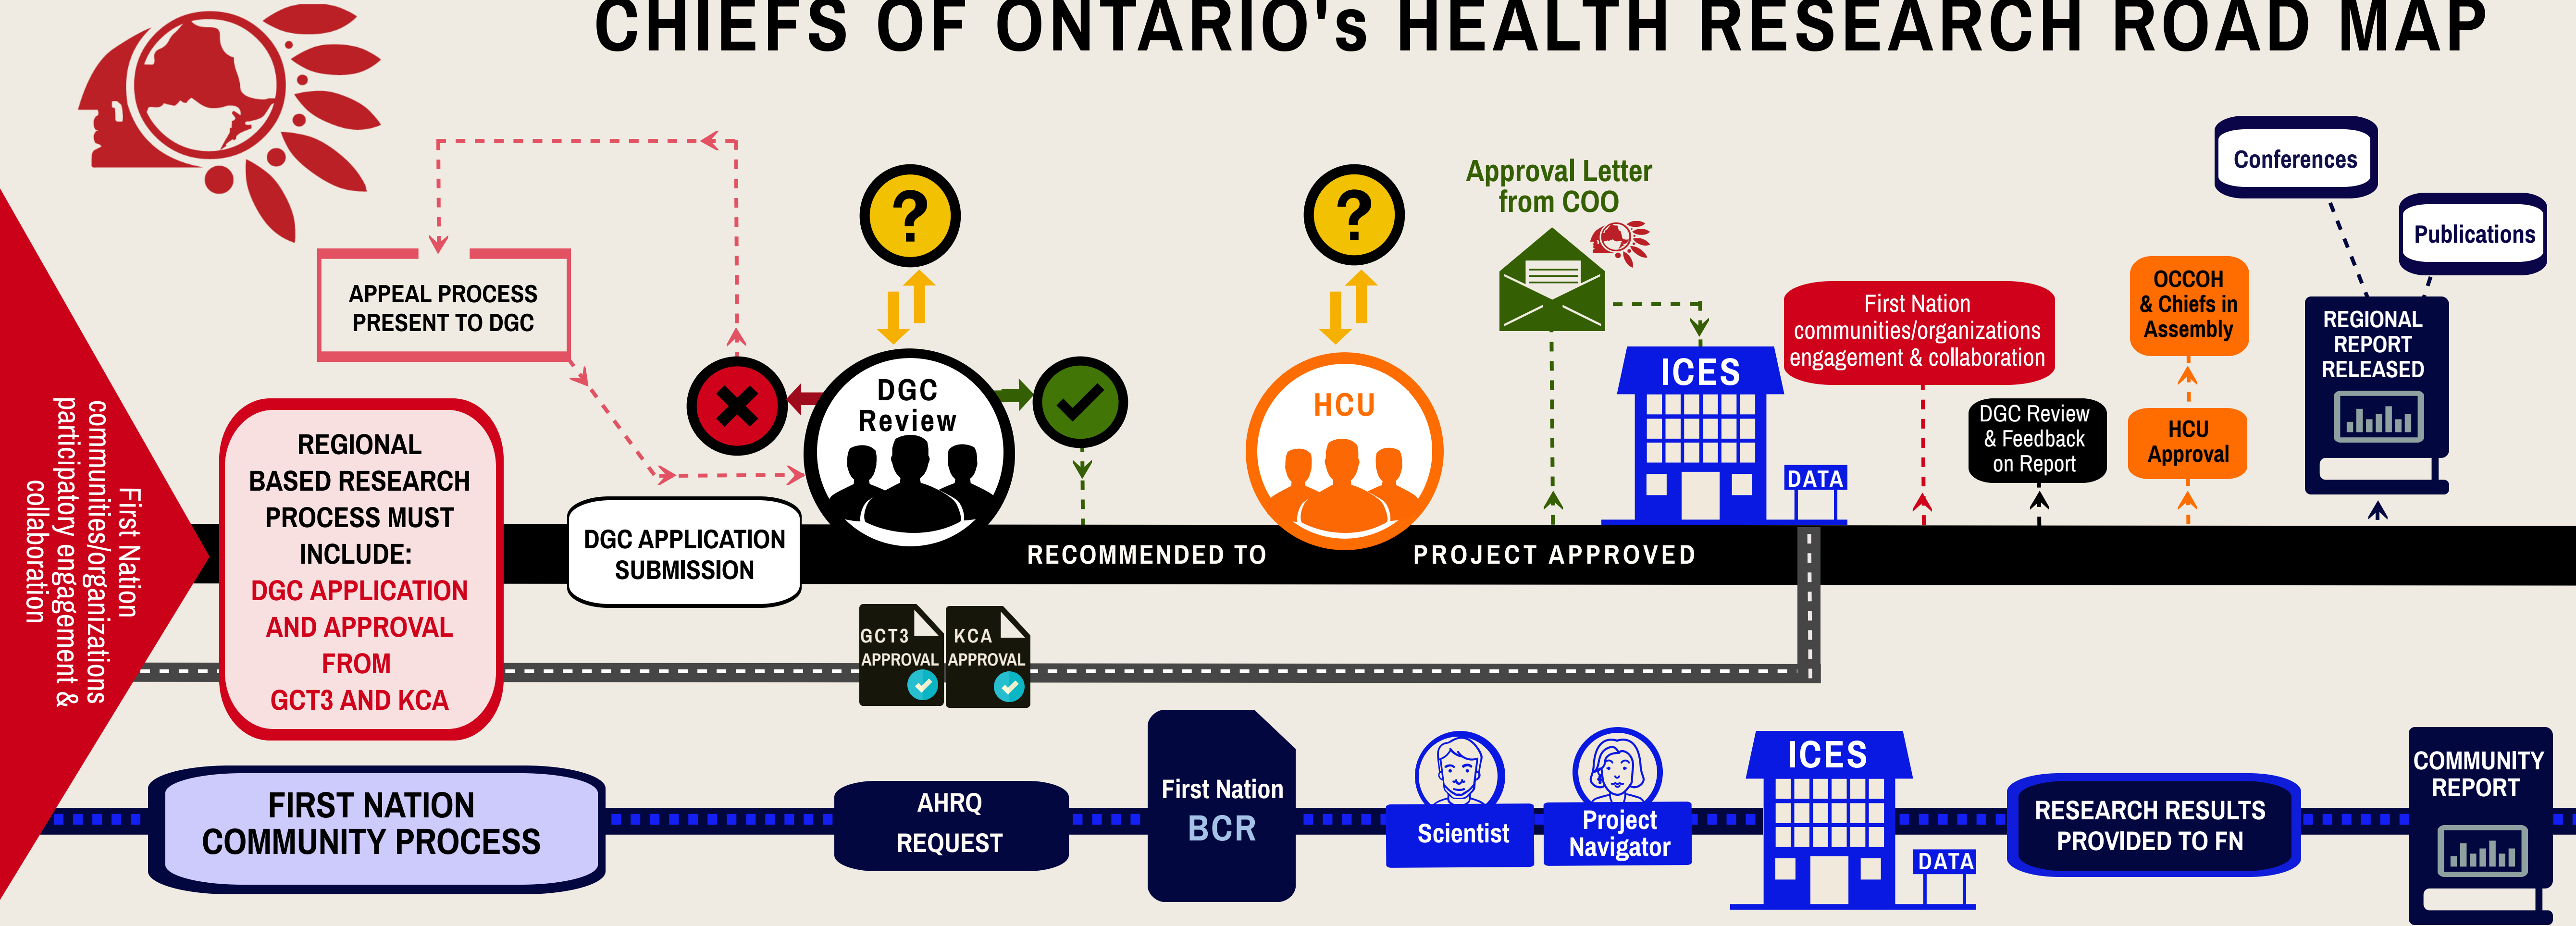 CHIEFS OF ONTARIO's HEALTH RESEARCH ROAD MAP
First Nation
communities/organizations
participatory engagement &
collaboration
APPEAL PROCESS
PRESENT TO DGC
REGIONAL
BASED RESEARCH
PROCESS MUST
INCLUDE:
DGC APPLICATION
AND APPROVAL
FROM
GCT3 AND KCA
DGC APPLICATION
SUBMISSION
?
DGC
Review
RECOMMENDED TO
?
HCU
PROJECT APPROVED
Approval Letter
from COO
ICES
DATA
First Nation
communities/organizations
engagement & collaboration
DGC Review
& Feedback
on Report
OCCOH
& Chiefs in
Assembly
HCU
Approval
Conferences
Publications
REGIONAL
REPORT
RELEASED
GCT3
APPROVAL
KCA
APPROVAL
FIRST NATION
COMMUNITY PROCESS
AHRQ
REQUEST
First Nation
BCR
Scientist
Project
Navigator
ICES
DATA
RESEARCH RESULTS
PROVIDED TO FN
COMMUNITY
REPORT